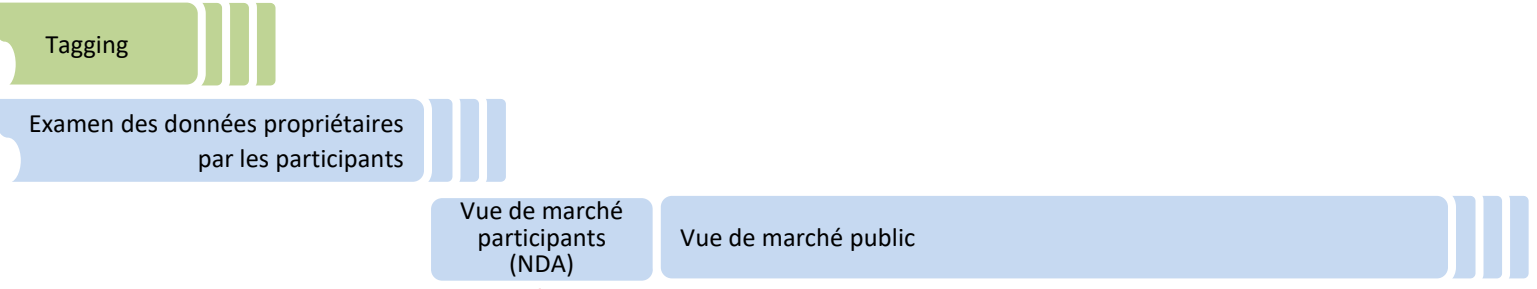 Tagging
Examen des données propriétaires
par les participants
Vue de marché
participants
(NDA)
Vue de marché public